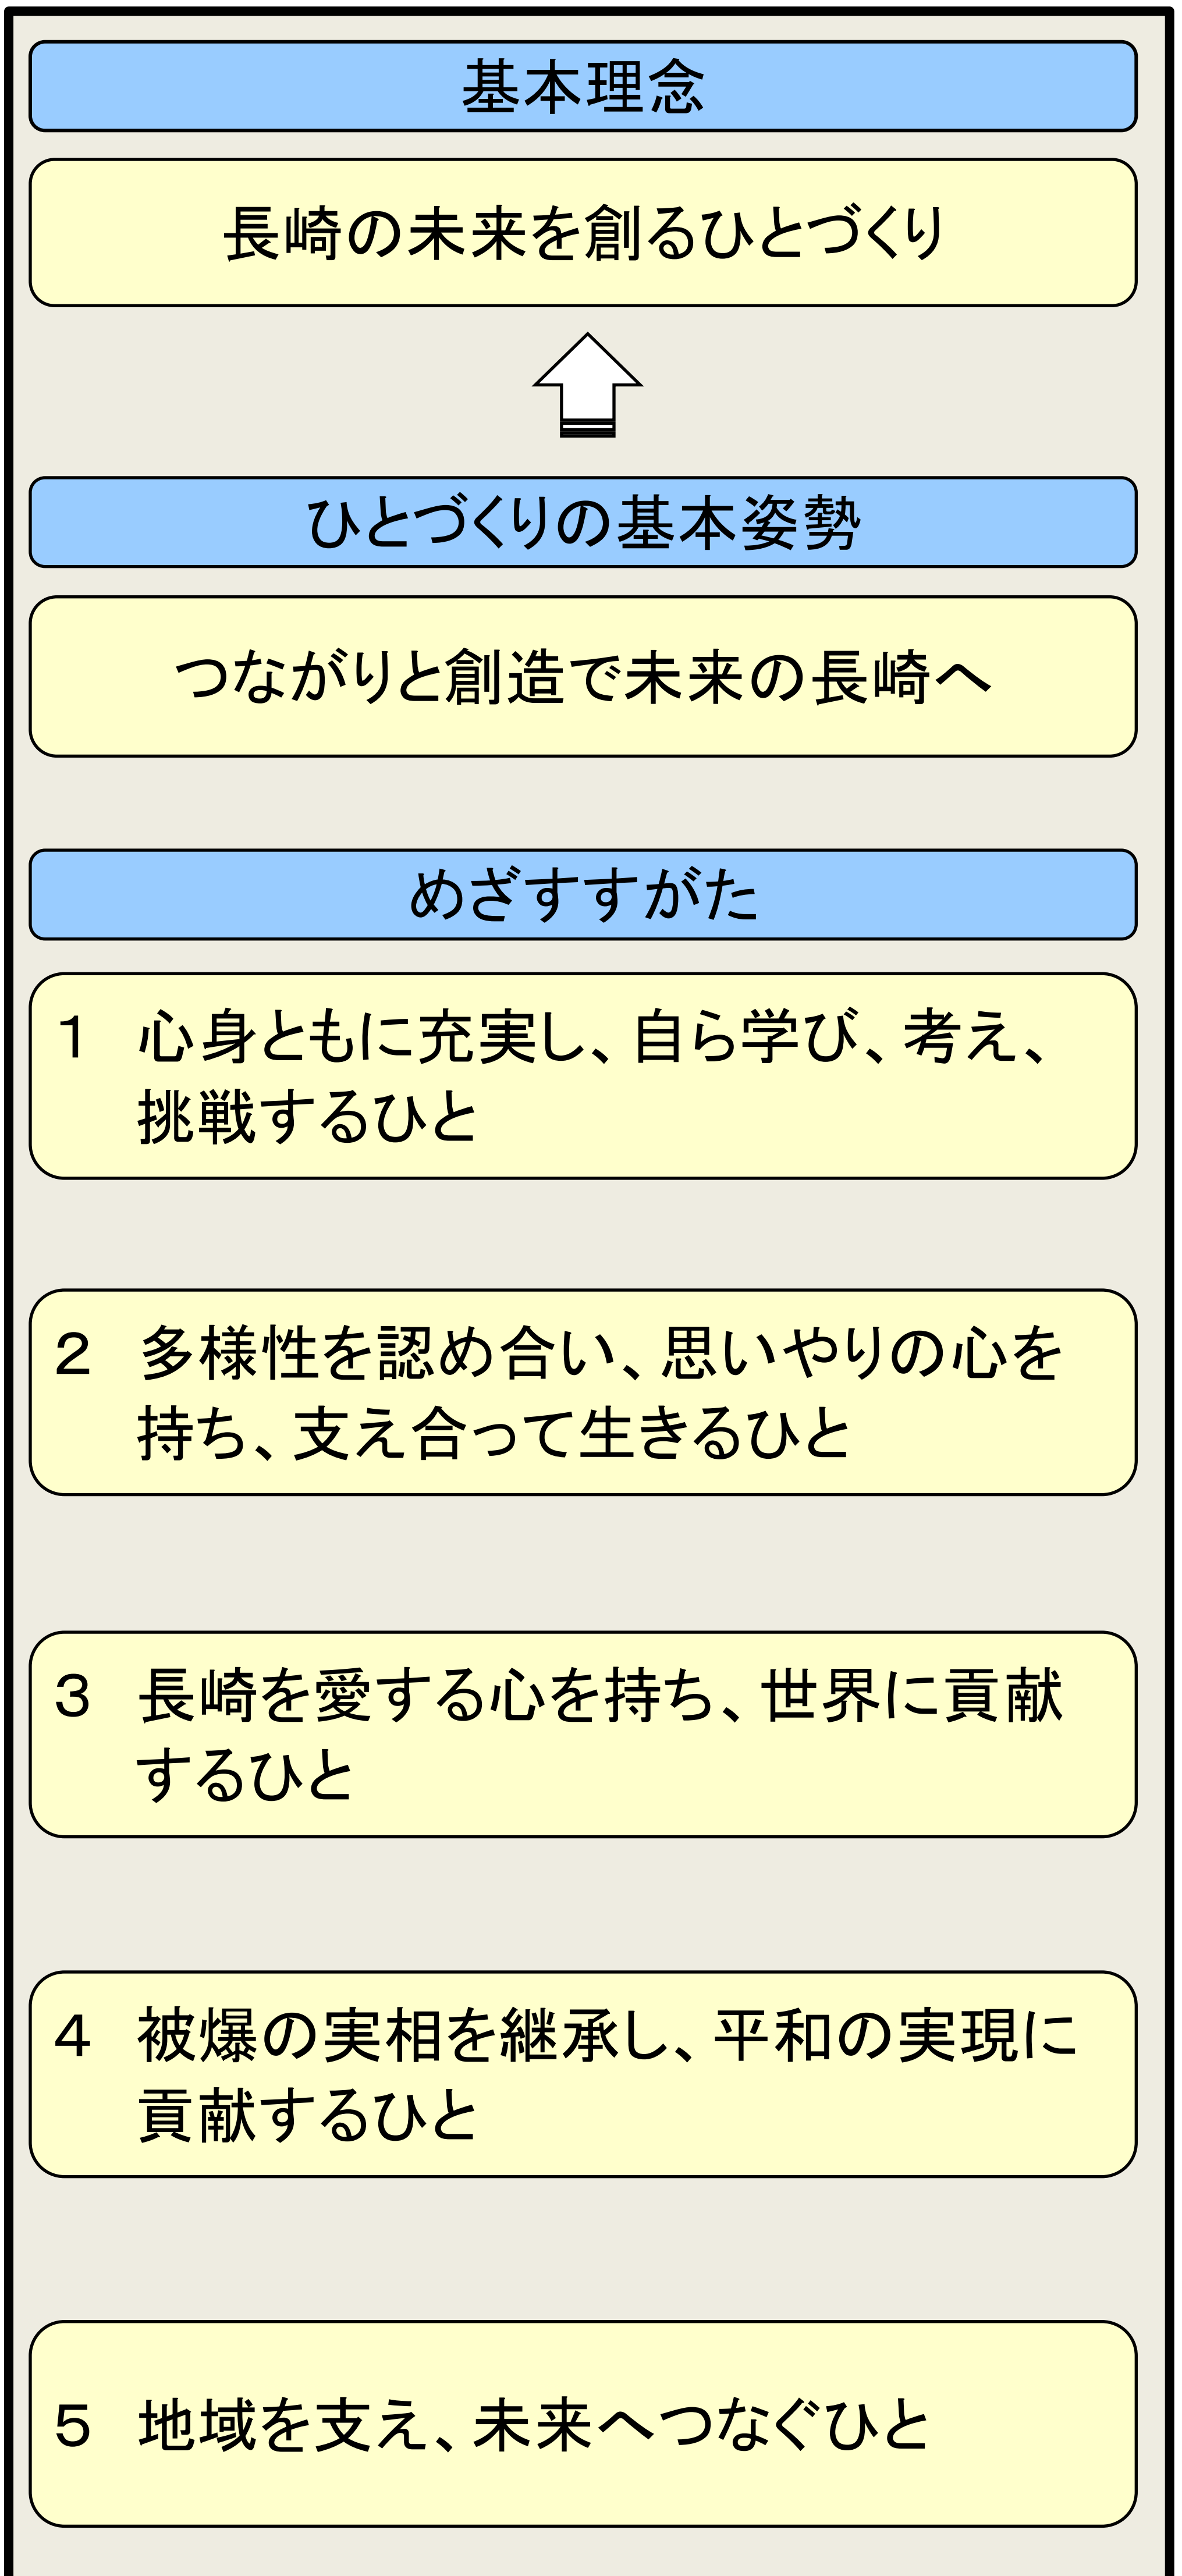 基本理念
長崎の未来を創るひとづくり
ひとづくりの基本姿勢
つながりと創造で未来の長崎へ
めざすすがた
１　心身ともに充実し、自ら学び、考え、
挑戦するひと
２　多様性を認め合い、思いやりの心を
持ち、支え合って生きるひと
３　長崎を愛する心を持ち、世界に貢献
するひと
４　被爆の実相を継承し、平和の実現に
貢献するひと
５　地域を支え、未来へつなぐひと